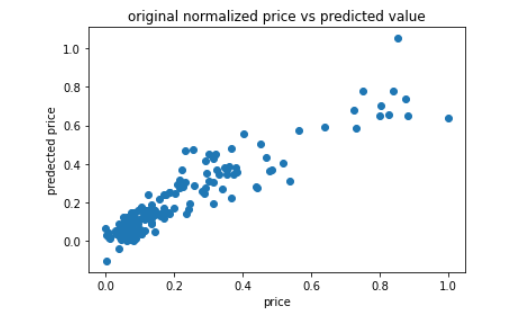 original normalized price vs predicted value
1.0
0.8
0.6
0.4
0.2
0.0
predected price
0.0 0.2 0.4 0.6 0.8 1.0
price